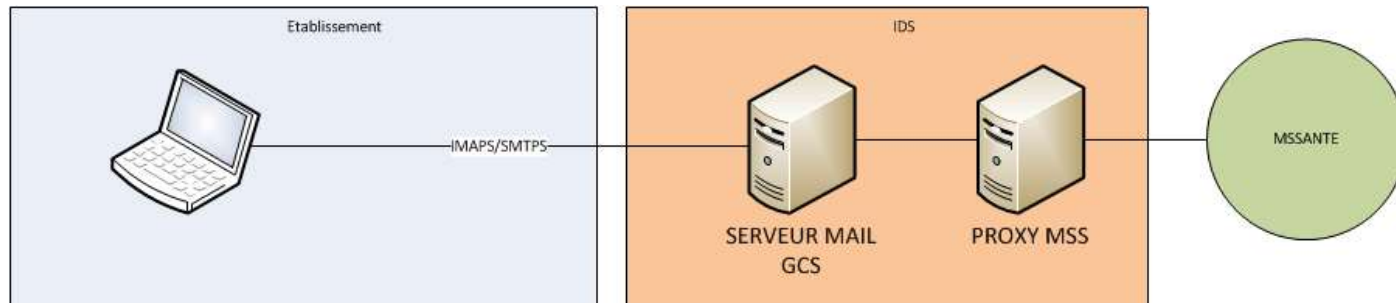 Etablissement
IDS
IMAPS/SMTPS
MSSANTE
SERVEUR MAIL
GCS
PROXY MSS